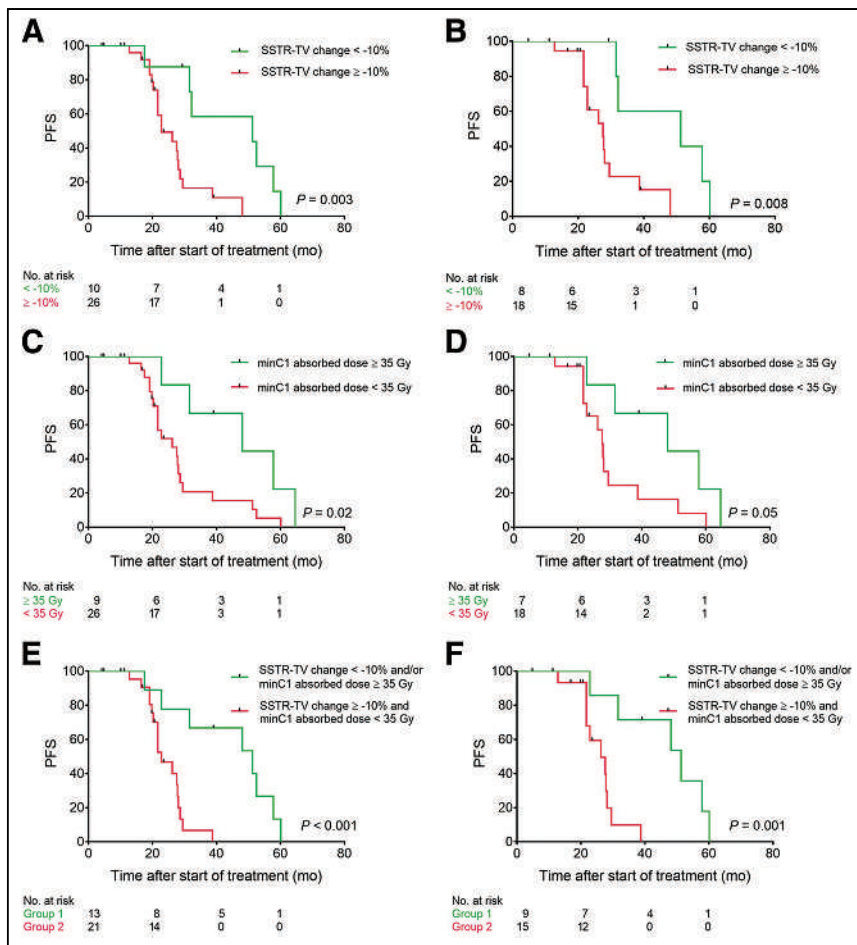 A
SSTR-TV change < -10%
SSTR-TV change ≥ -10%
100
80
60
40
20
0
PFS
P = 0.003
0 20 40 60 80
Time after start of treatment (mo)
No. at risk
< -10% 10 7 4 1
≥ -10% 26 17 1 0
B
SSTR-TV change < -10%
SSTR-TV change ≥ -10%
100
80
60
40
20
0
PFS
P = 0.008
0 20 40 60 80
Time after start of treatment (mo)
No. at risk
< -10% 8 6 3 1
≥ -10% 18 15 1 0
C
minC1 absorbed dose ≥ 35 Gy
minC1 absorbed dose < 35 Gy
100
80
60
40
20
0
PFS
P = 0.02
0 20 40 60 80
Time after start of treatment (mo)
No. at risk
≥ 35 Gy 9 6 3 1
< 35 Gy 26 17 3 1
D
minC1 absorbed dose ≥ 35 Gy
minC1 absorbed dose < 35 Gy
100
80
60
40
20
0
PFS
P = 0.05
0 20 40 60 80
Time after start of treatment (mo)
No. at risk
≥ 35 Gy 7 6 3 1
< 35 Gy 18 14 2 1
E
SSTR-TV change < -10% and/or
minC1 absorbed dose ≥ 35 Gy
SSTR-TV change ≥ -10% and
minC1 absorbed dose < 35 Gy
100
80
60
40
20
0
PFS
P < 0.001
0 20 40 60 80
Time after start of treatment (mo)
No. at risk
Group 1 13 8 5 1
Group 2 21 14 0 0
F
SSTR-TV change < -10% and/or
minC1 absorbed dose ≥ 35 Gy
SSTR-TV change ≥ -10% and
minC1 absorbed dose < 35 Gy
100
80
60
40
20
0
PFS
P = 0.001
0 20 40 60 80
Time after start of treatment (mo)
No. at risk
Group 1 9 7 4 1
Group 2 15 12 0 0